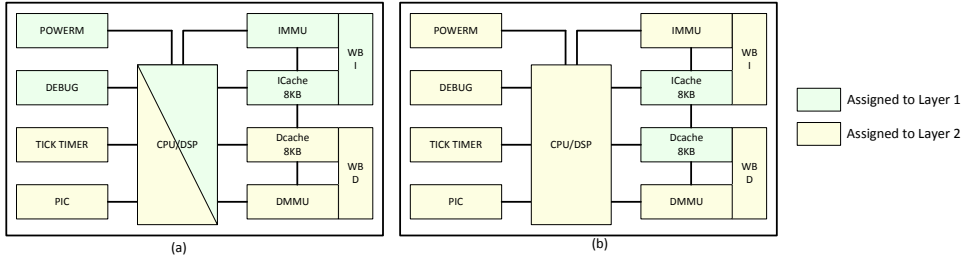 POWERM
IMMU
WB
I
DEBUG
ICache
8KB
CPU/DSP
TICK TIMER
Dcache
8KB
WB
D
PIC
DMMU
(a)
POWERM
IMMU
WB
I
DEBUG
ICache
8KB
CPU/DSP
TICK TIMER
Dcache
8KB
WB
D
PIC
DMMU
(b)
Assigned to Layer 1
Assigned to Layer 2